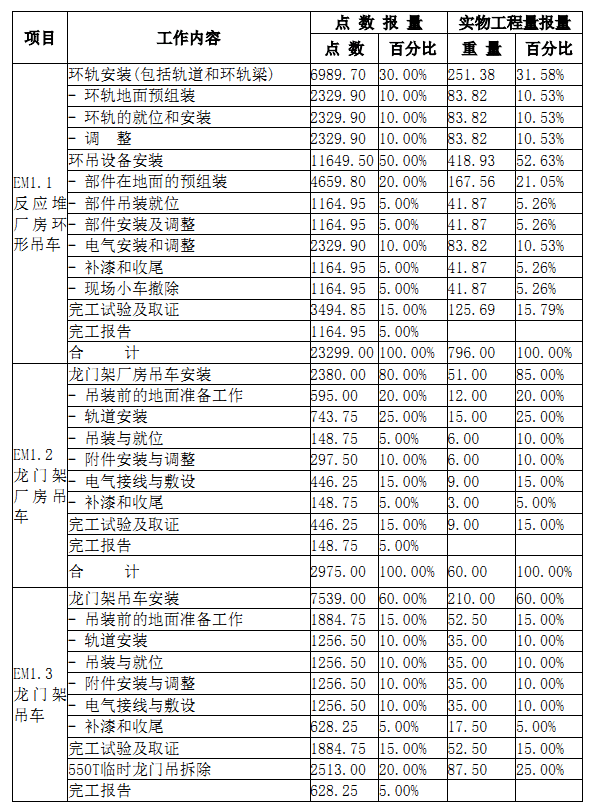 项目 工作内容 点 数 报 量 实物工程量报量
点 数 百分比 重 量 百分比
EM1.1
反应堆
厂房环
形吊车
环轨安装(包括轨道和环轨梁) 6989.70 30.00% 251.38 31.58%
- 环轨地面预组装 2329.90 10.00% 83.82 10.53%
- 环轨的就位和安装 2329.90 10.00% 83.82 10.53%
- 调 整 2329.90 10.00% 83.82 10.53%
环吊设备安装 11649.50 50.00% 418.93 52.63%
- 部件在地面的预组装 4659.80 20.00% 167.56 21.05%
- 部件吊装就位 1164.95 5.00% 41.87 5.26%
- 部件安装及调整 1164.95 5.00% 41.87 5.26%
- 电气安装和调整 2329.90 10.00% 83.82 10.53%
- 补漆和收尾 1164.95 5.00% 41.87 5.26%
- 现场小车撤除 1164.95 5.00% 41.87 5.26%
完工试验及取证 3494.85 15.00% 125.69 15.79%
完工报告 1164.95 5.00%
合 计 23299.00 100.00% 796.00 100.00%
EM1.2
龙门架
厂房吊
车
龙门架厂房吊车安装 2380.00 80.00% 51.00 85.00%
- 吊装前的地面准备工作 595.00 20.00% 12.00 20.00%
- 轨道安装 743.75 25.00% 15.00 25.00%
- 吊装与就位 148.75 5.00% 6.00 10.00%
- 附件安装与调整 297.50 10.00% 6.00 10.00%
- 电气接线与敷设 446.25 15.00% 9.00 15.00%
- 补漆和收尾 148.75 5.00% 3.00 5.00%
完工试验及取证 446.25 15.00% 9.00 15.00%
完工报告 148.75 5.00%
合 计 2975.00 100.00% 60.00 100.00%
EM1.3
龙门架
吊车
龙门架吊车安装 7539.00 60.00% 210.00 60.00%
- 吊装前的地面准备工作 1884.75 15.00% 52.50 15.00%
- 轨道安装 1256.50 10.00% 35.00 10.00%
- 吊装与就位 1256.50 10.00% 35.00 10.00%
- 附件安装与调整 1256.50 10.00% 35.00 10.00%
- 电气接线与敷设 1256.50 10.00% 35.00 10.00%
- 补漆和收尾 628.25 5.00% 17.50 5.00%
完工试验及取证 1884.75 15.00% 52.50 15.00%
550T临时龙门吊拆除 2513.00 20.00% 87.50 25.00%
完工报告 628.25 5.00%